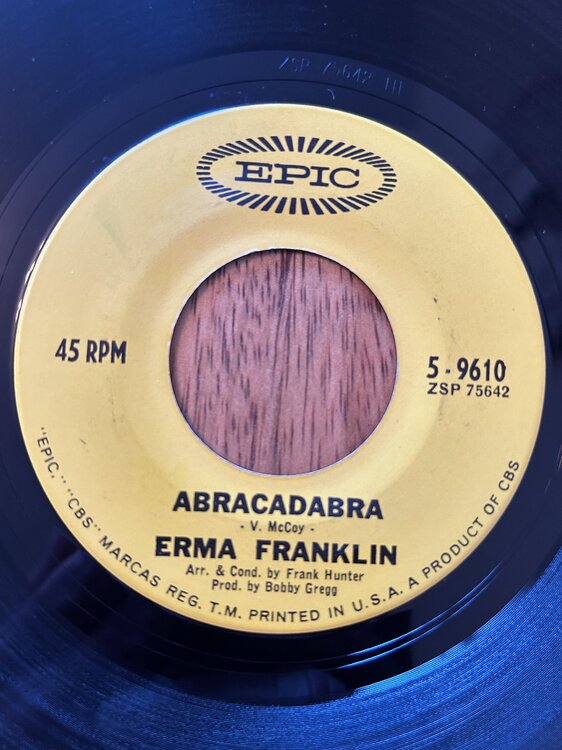 ZSP 75642
EPIC
45 RPM
5 - 9610
ZSP 75642
ABRACADABRA
- V. McCoy -
ERMA FRANKLIN
Arr. & Cond. by Frank Hunter
Prod. by Bobby Gregg
"EPIC." "CBS" MARCAS REG. T.M. PRINTED IN U.S.A. A PRODUCT OF CBS